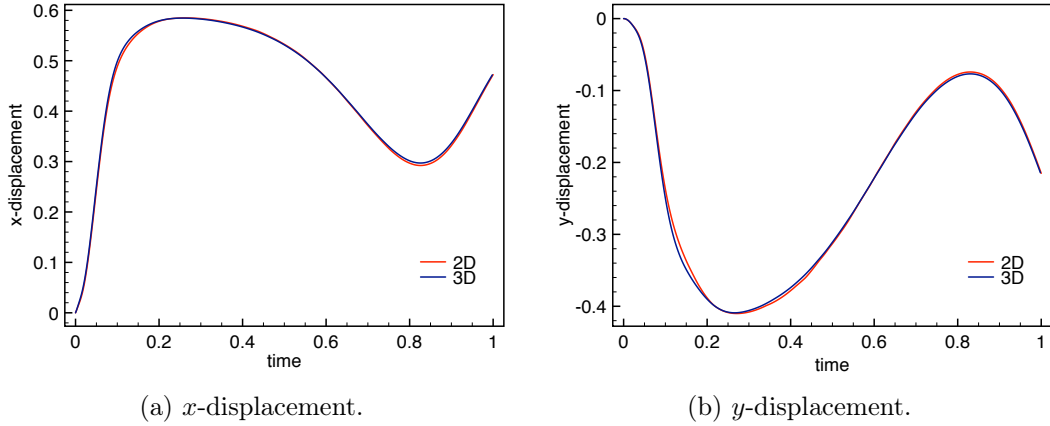 0.6
0.5
0.4
0.3
0.2
0.1
0
x-displacement
2D
3D
0 0.2 0.4 0.6 0.8 1
time
(a) x-displacement.
0
-0.1
-0.2
-0.3
-0.4
y-displacement
2D
3D
0 0.2 0.4 0.6 0.8 1
time
(b) y-displacement.